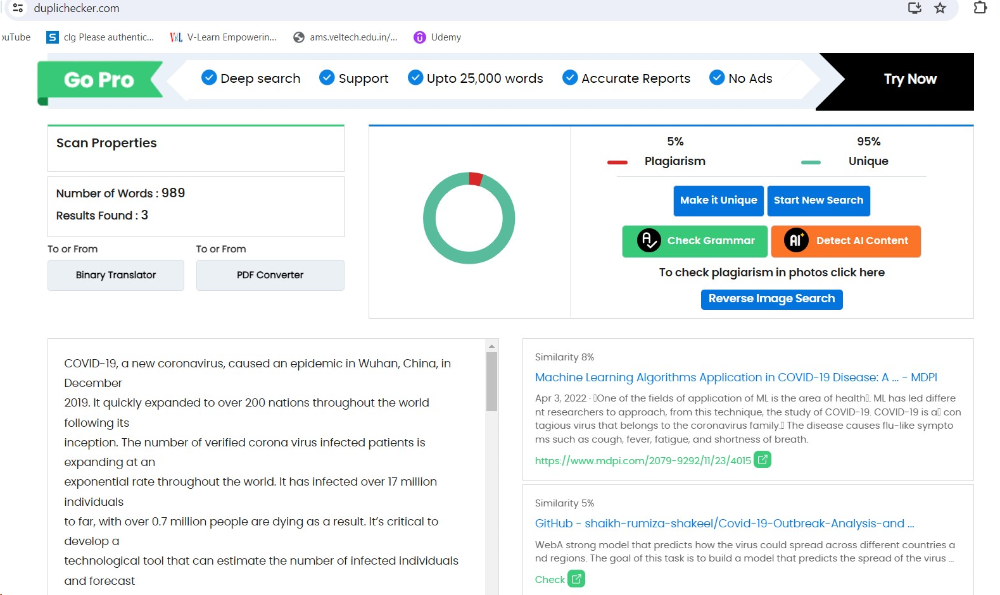 duplichecker.com
ouTube clg Please authentic... V-Learn Empowerin... ams.veltech.edu.in/... Udemy
Go Pro Deep search Support Upto 25,000 words Accurate Reports No Ads Try Now
Scan Properties
Number of Words : 989
Results Found : 3
To or From To or From
Binary Translator PDF Converter
5% 95%
Plagiarism Unique
Make it Unique Start New Search
Check Grammar Detect AI Content
To check plagiarism in photos click here
Reverse Image Search
COVID-19, a new coronavirus, caused an epidemic in Wuhan, China, in
December
2019. It quickly expanded to over 200 nations throughout the world
following its
inception. The number of verified corona virus infected patients is
expanding at an
exponential rate throughout the world. It has infected over 17 million
individuals
to far, with over 0.7 million people are dying as a result. It's critical to
develop a
technological tool that can estimate the number of infected individuals
and forecast
Similarity 8%
Machine Learning Algorithms Application in COVID-19 Disease: A ... - MDPI
Apr 3, 2022 · One of the fields of application of ML is the area of health. ML has led differe
nt researchers to approach, from this technique, the study of COVID-19. COVID-19 is a con
tagious virus that belongs to the coronavirus family. The disease causes flu-like sympto
ms such as cough, fever, fatigue, and shortness of breath.
https://www.mdpi.com/2079-9292/11/23/4015
Similarity 5%
GitHub - shaikh-rumiza-shakeel/Covid-19-Outbreak-Analysis-and ...
WebA strong model that predicts how the virus could spread across different countries a
nd regions. The goal of this task is to build a model that predicts the spread of the virus ...
Check